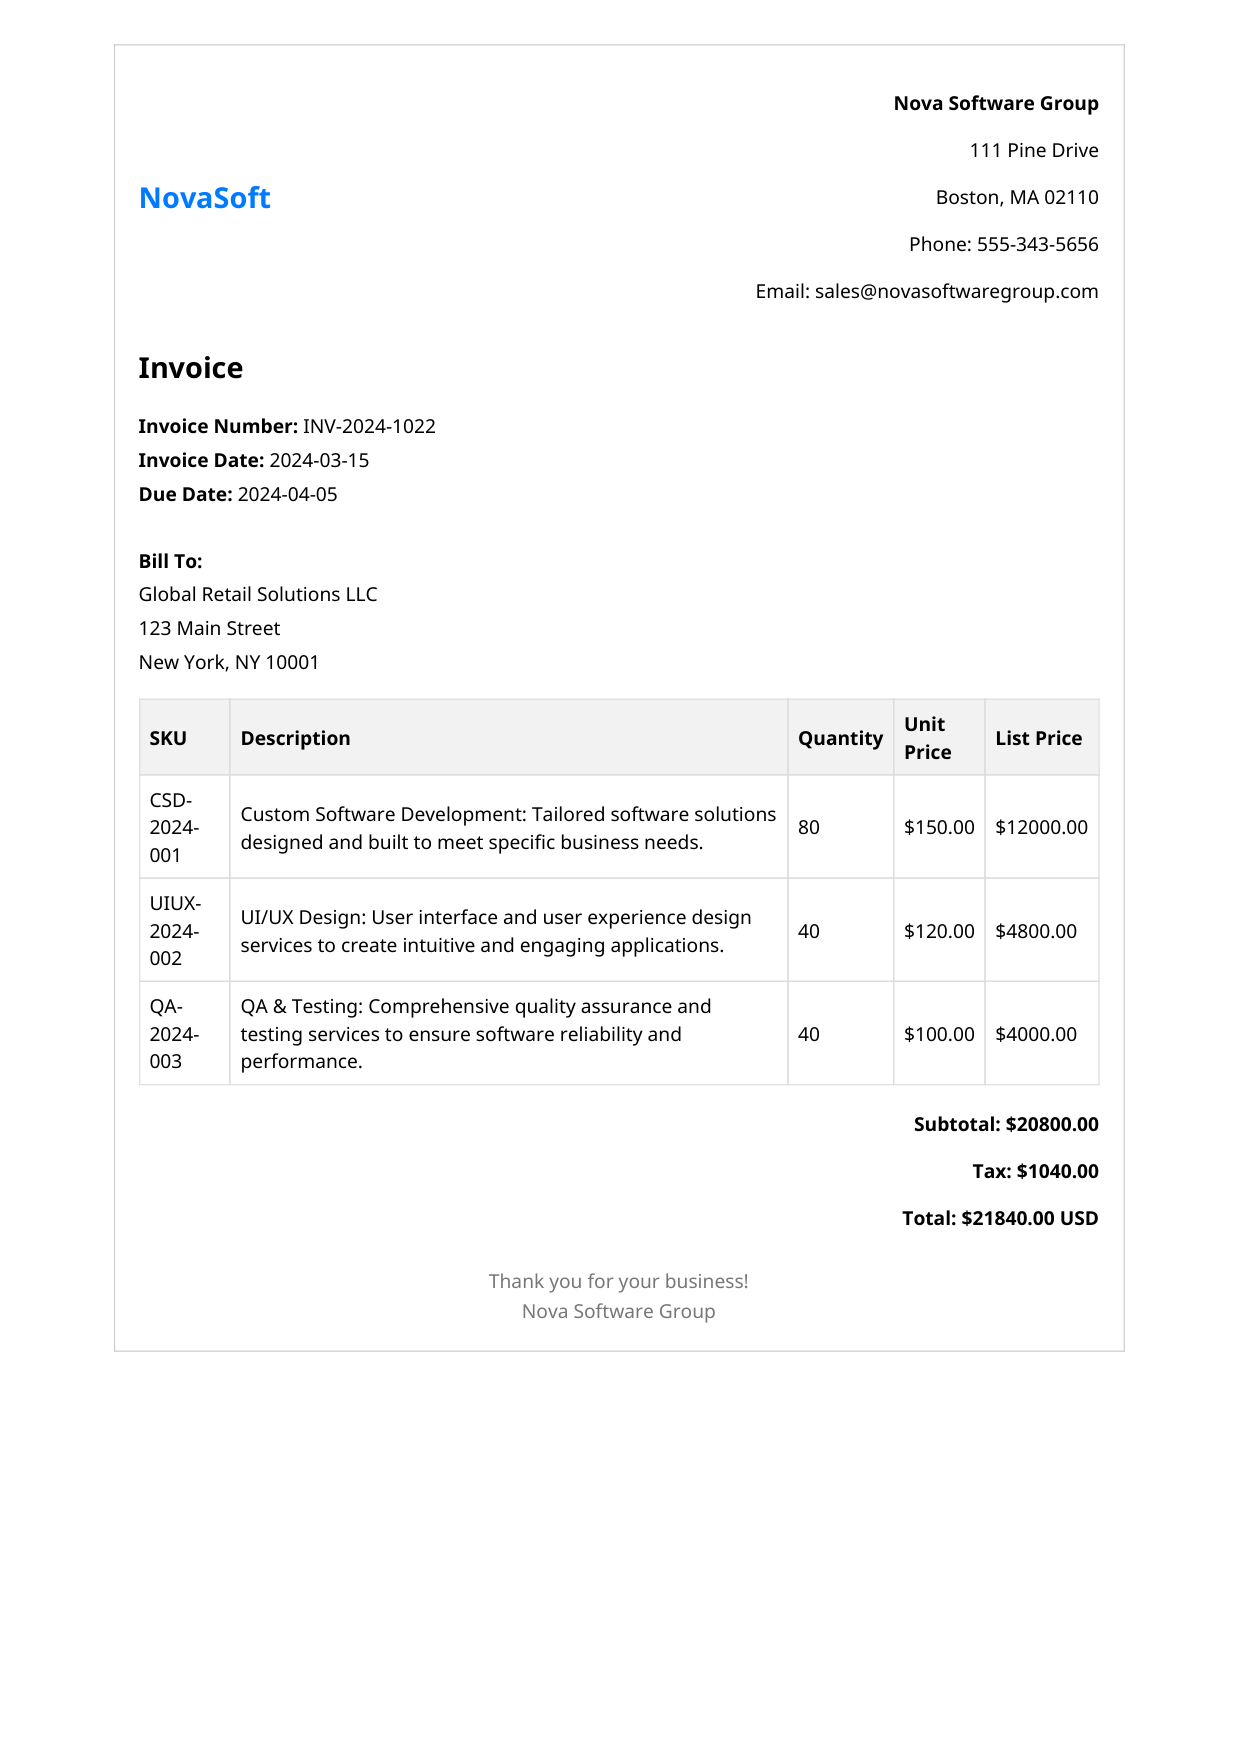 Nova Software Group
111 Pine Drive
NovaSoft
Boston, MA 02110
Phone: 555-343-5656
Email: sales@novasoftwaregroup.com
Invoice
Invoice Number: INV-2024-1022
Invoice Date: 2024-03-15
Due Date: 2024-04-05
Bill To:
Global Retail Solutions LLC
123 Main Street
New York, NY 10001
SKU Description Quantity Unit Price List Price
CSD-
2024-
001
Custom Software Development: Tailored software solutions
designed and built to meet specific business needs.
80 $150.00 $12000.00
UIUX-
2024-
002
UI/UX Design: User interface and user experience design
services to create intuitive and engaging applications.
40 $120.00 $4800.00
QA-
2024-
003
QA & Testing: Comprehensive quality assurance and
testing services to ensure software reliability and
performance.
40 $100.00 $4000.00
Subtotal: $20800.00
Tax: $1040.00
Total: $21840.00 USD
Thank you for your business!
Nova Software Group